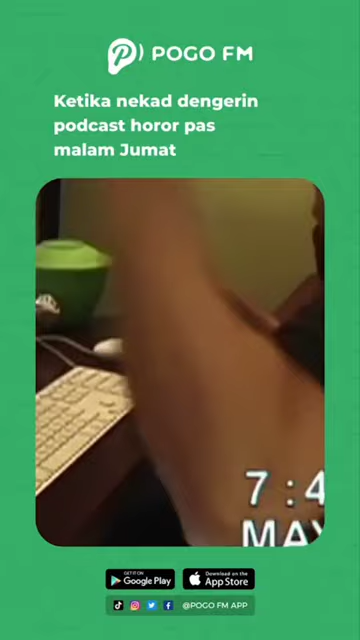 POGO FM
Ketika nekad dengerin
podcast horor pas
malam Jumat
7:4
MAY
GET IT ON
Google Play
Download on the
App Store
@POGO FM APP